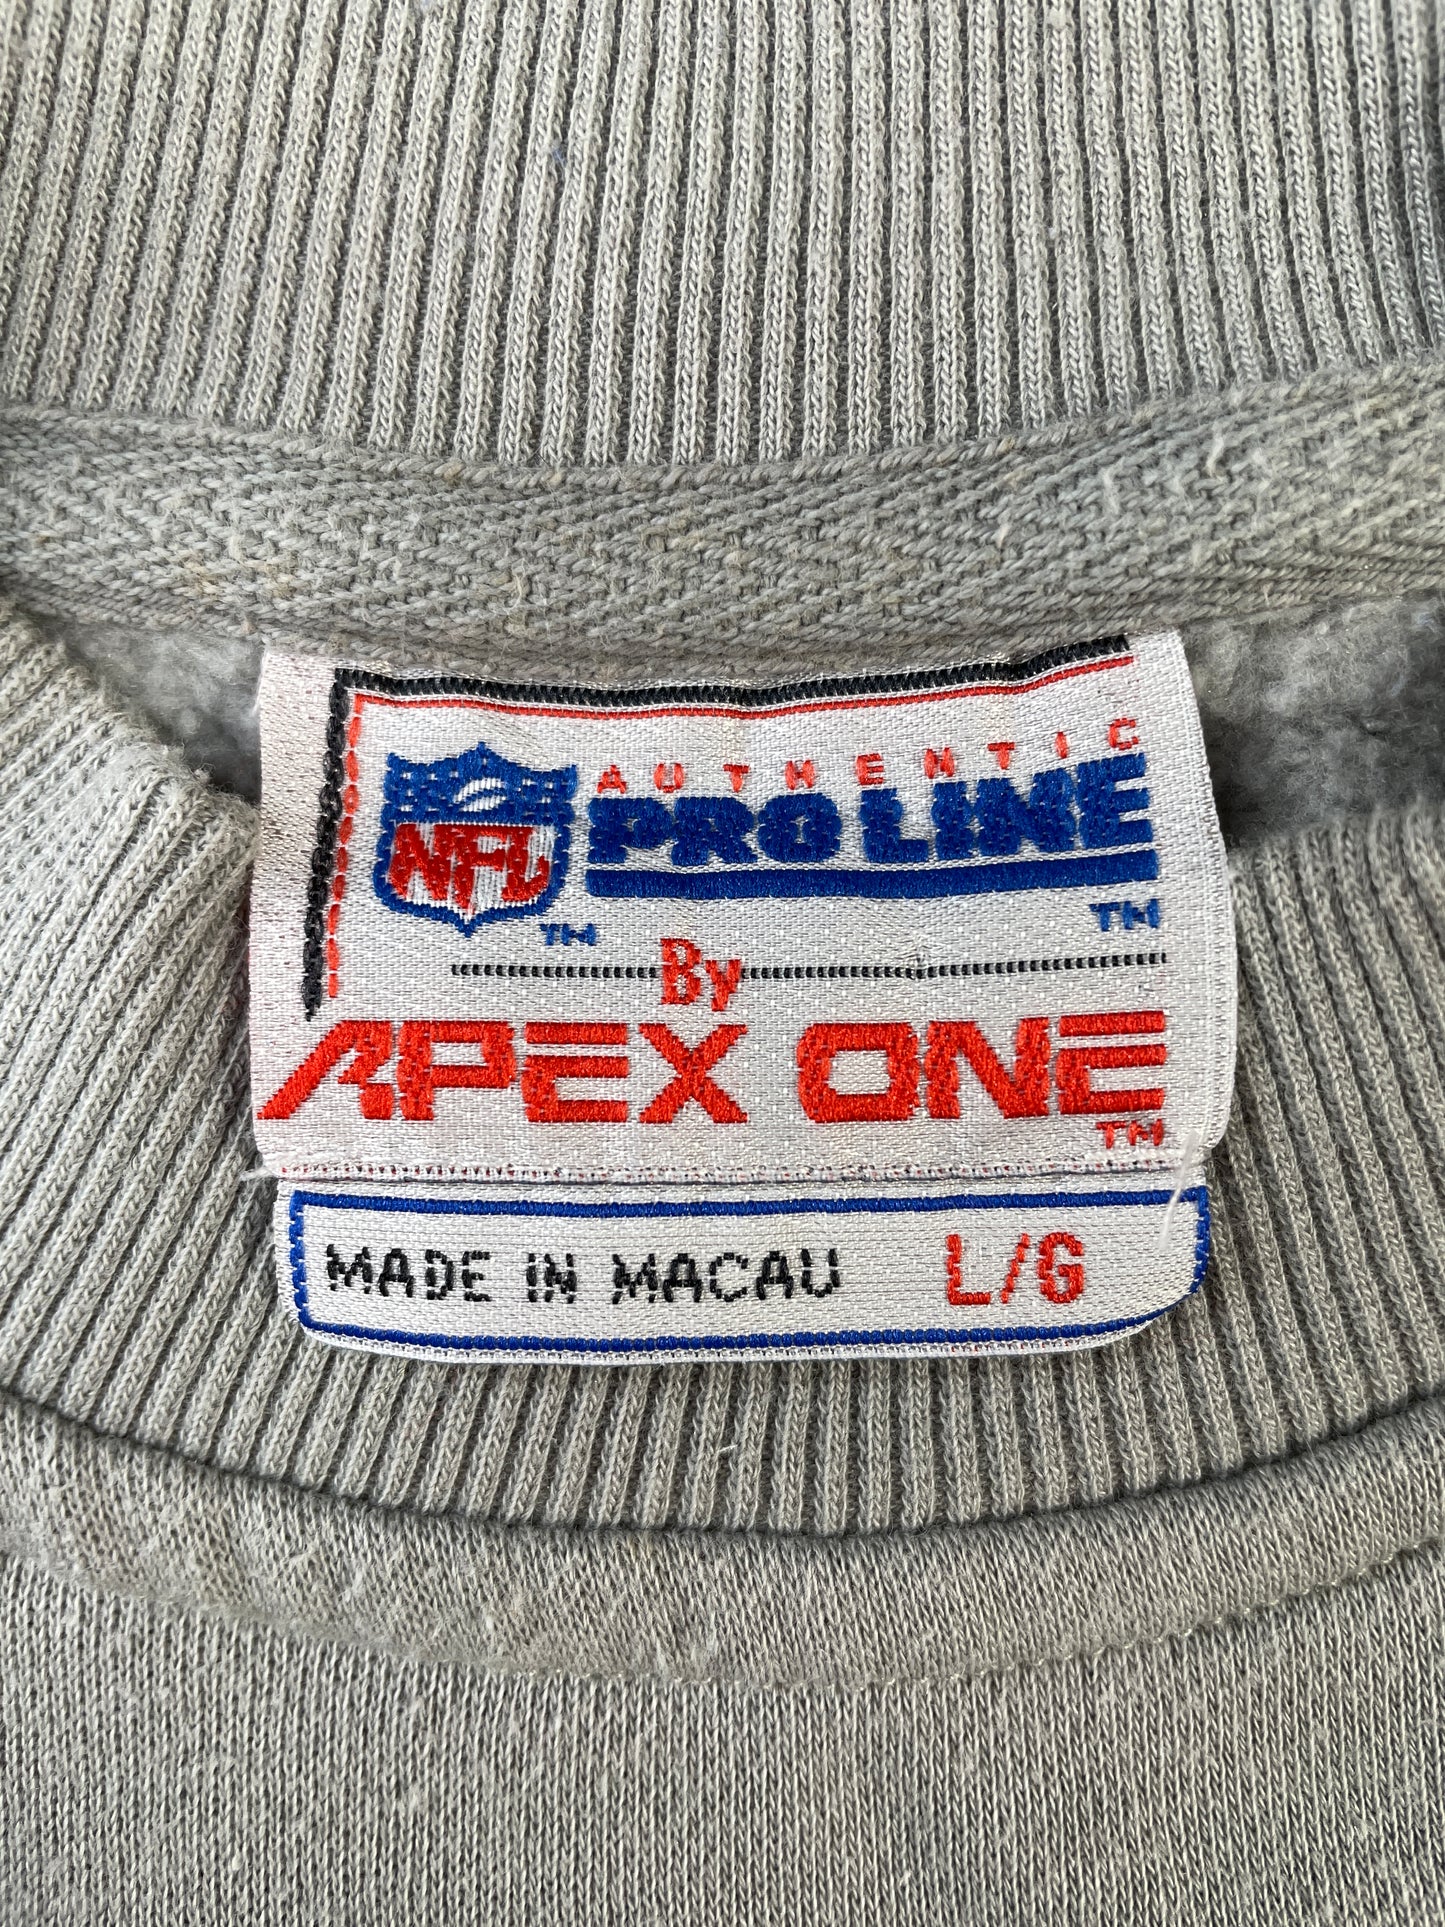 AUTHENTIC
NFL PRO LINE
TM TM
By
APEX ONE
TM
MADE IN MACAU L/G